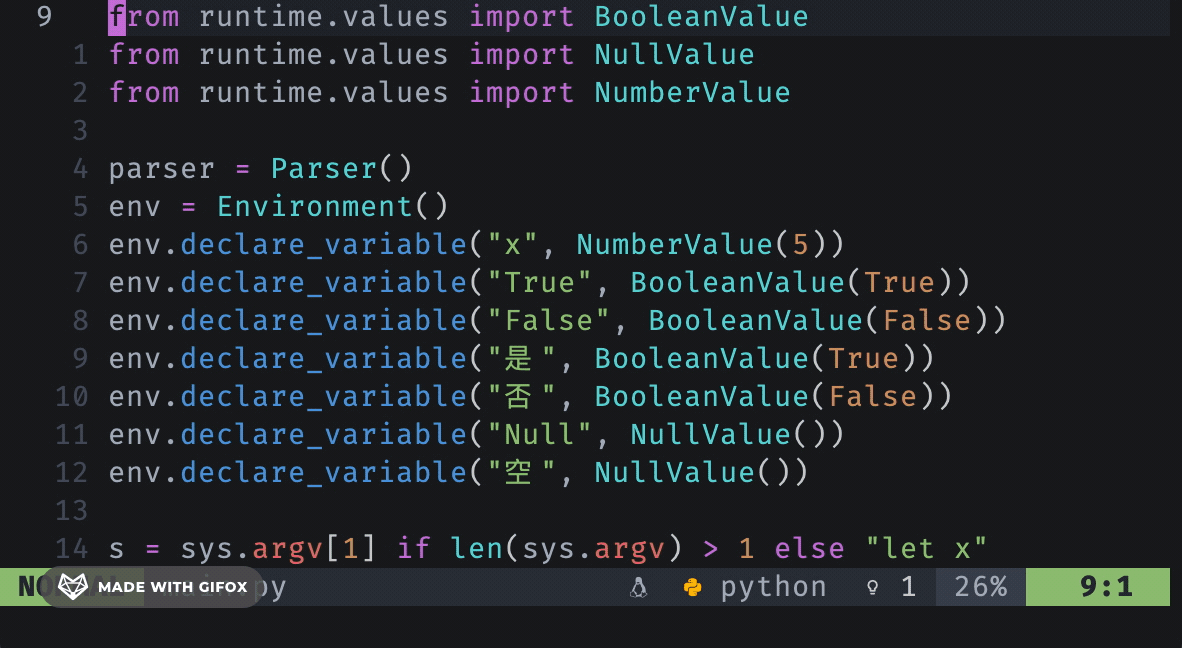 9 from runtime.values import BooleanValue
1 from runtime.values import NullValue
2 from runtime.values import NumberValue
3
4 parser = Parser()
5 env = Environment()
6 env.declare_variable("x", NumberValue(5))
7 env.declare_variable("True", BooleanValue(True))
8 env.declare_variable("False", BooleanValue(False))
9 env.declare_variable("是", BooleanValue(True))
10 env.declare_variable("否", BooleanValue(False))
11 env.declare_variable("Null", NullValue())
12 env.declare_variable("空", NullValue())
13
14 s = sys.argv[1] if len(sys.argv) > 1 else "let x"
MADE WITH GIFOX python 1 26% 9:1